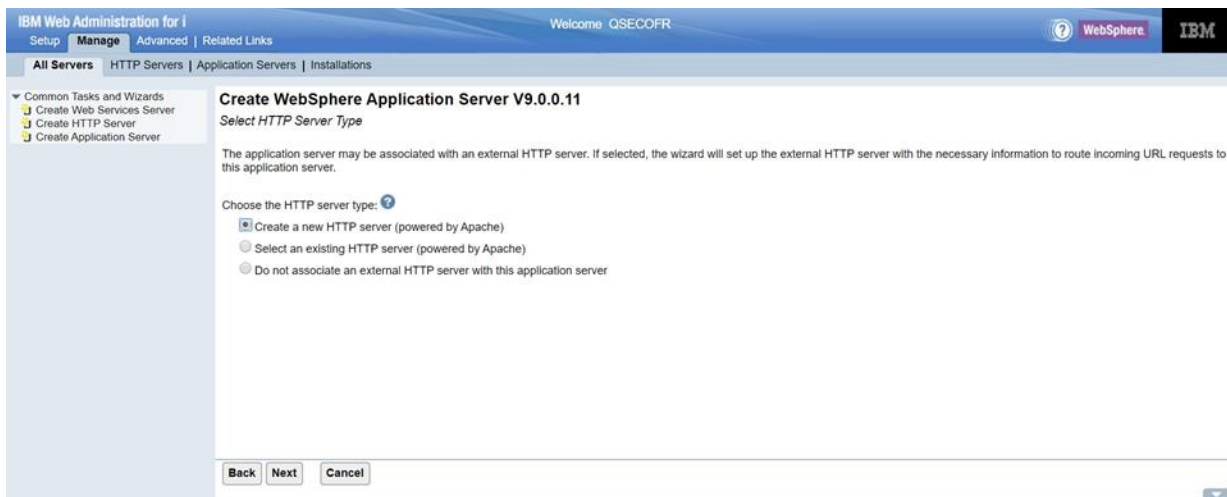 IBM Web Administration for i
Welcome QSECOFR
? WebSphere. IBM
Setup Manage Advanced | Related Links
All Servers HTTP Servers | Application Servers | Installations
Common Tasks and Wizards
Create Web Services Server
Create HTTP Server
Create Application Server
Create WebSphere Application Server V9.0.0.11
Select HTTP Server Type
The application server may be associated with an external HTTP server. If selected, the wizard will set up the external HTTP server with the necessary information to route incoming URL requests to
this application server.
Choose the HTTP server type: ?
Create a new HTTP server (powered by Apache)
Select an existing HTTP server (powered by Apache)
Do not associate an external HTTP server with this application server
Back Next Cancel